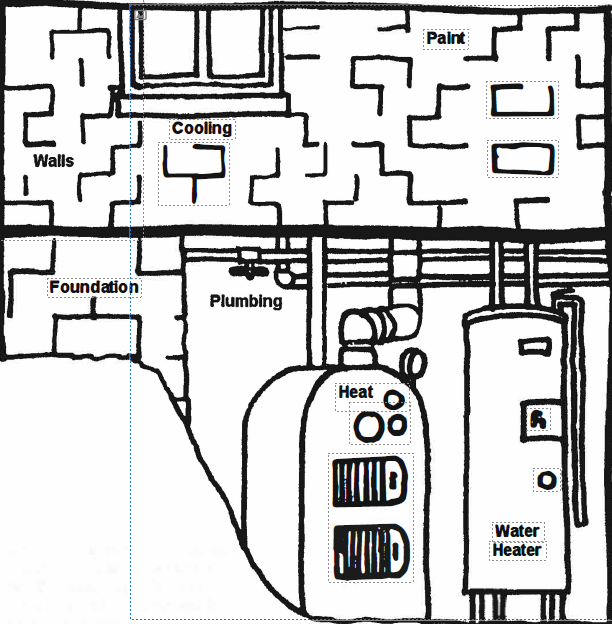 Paint
Cooling
Walls
Foundation
Plumbing
Heat
Water
Heater